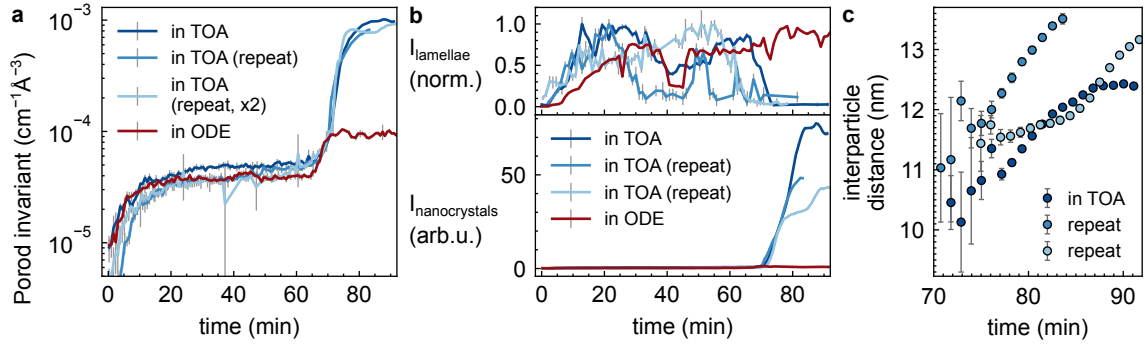 a
Porod invariant (cm⁻¹Å⁻³)
10⁻³
10⁻⁴
10⁻⁵
in TOA
in TOA (repeat)
in TOA
(repeat, x2)
in ODE
0 20 40 60 80
time (min)
b
I_lamellae
(norm.)
1.0
0.5
0.0
I_nanocrystals
(arb.u.)
50
0
in TOA
in TOA (repeat)
in TOA (repeat)
in ODE
0 20 40 60 80
time (min)
c
interparticle
distance (nm)
13
12
11
10
in TOA
repeat
repeat
70 80 90
time (min)